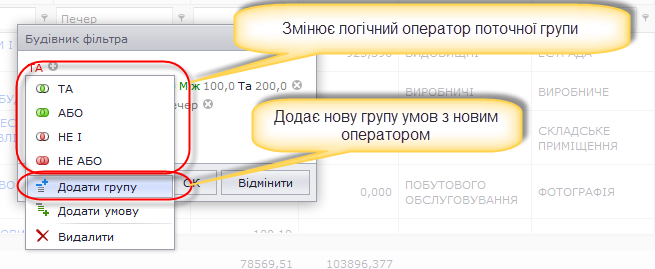 Печер
Змінює логічний оператор поточної групи
Будівник фільтра
ВИДОВИЩНІ
ЕСТРАДА
ТА
ТА
Між 100,0 Та 200,0
ВИРОБНИЧІ
ВИРОБНИЧЕ
АБО
ечер
Додає нову групу умов з новим
оператором
НЕ І
СКЛАДСЬКЕ
ПРИМІЩЕННЯ
НЕ АБО
Додати групу
ОК
Відмінити
0,000
ПОБУТОВОГО
ОБСЛУГОВУВАННЯ
ФОТОГРАФІЯ
Додати умову
Видалити
78569,51
103896,377